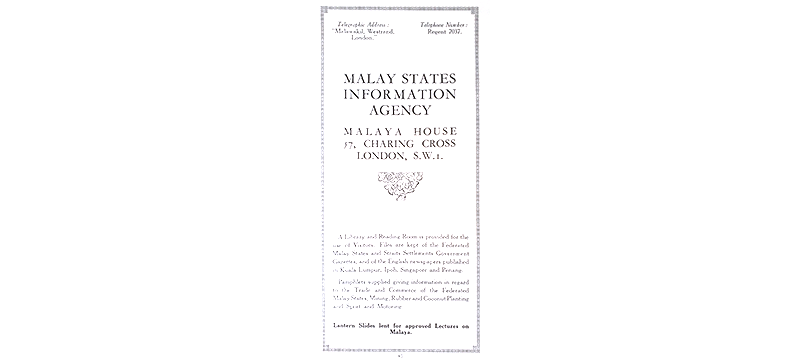 Telegraphic Address :
"Malawakil, Westrand,
London."
Telephone Number :
Regent 2037.
MALAY STATES
INFORMATION
AGENCY
MALAYA HOUSE
57, CHARING CROSS
LONDON, S.W.1.
A Library and Reading Room is provided for the
use of Visitors. Files are kept of the Federated
Malay States and Straits Settlements Government
Gazettes, and of the English newspapers published
in Kuala Lumpur, Ipoh, Singapore and Penang.
Pamphlets supplied giving information in regard
to the Trade and Commerce of the Federated
Malay States, Mining, Rubber and Coconut Planting
and Sport and Motoring.
Lantern Slides lent for approved Lectures on
Malaya.